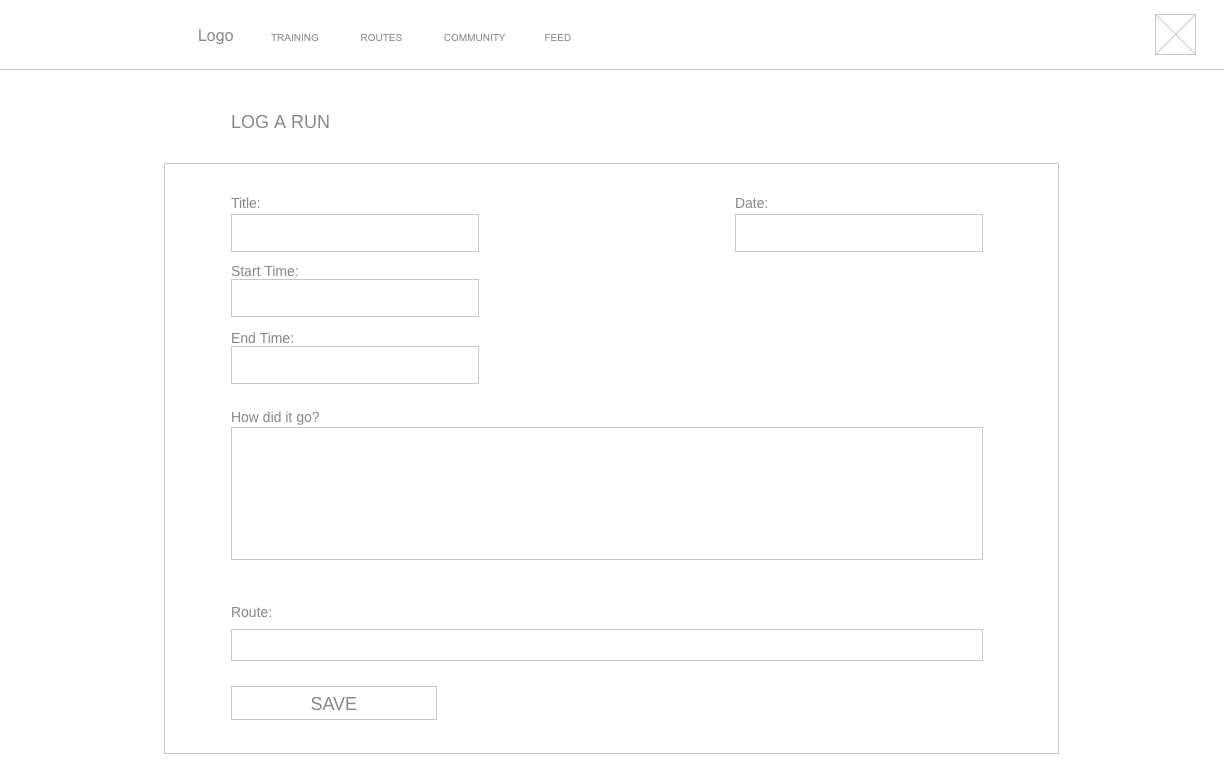 Logo
TRAINING
ROUTES
COMMUNITY
FEED
LOG A RUN
Title:
Date:
Start Time:
End Time:
How did it go?
Route:
SAVE